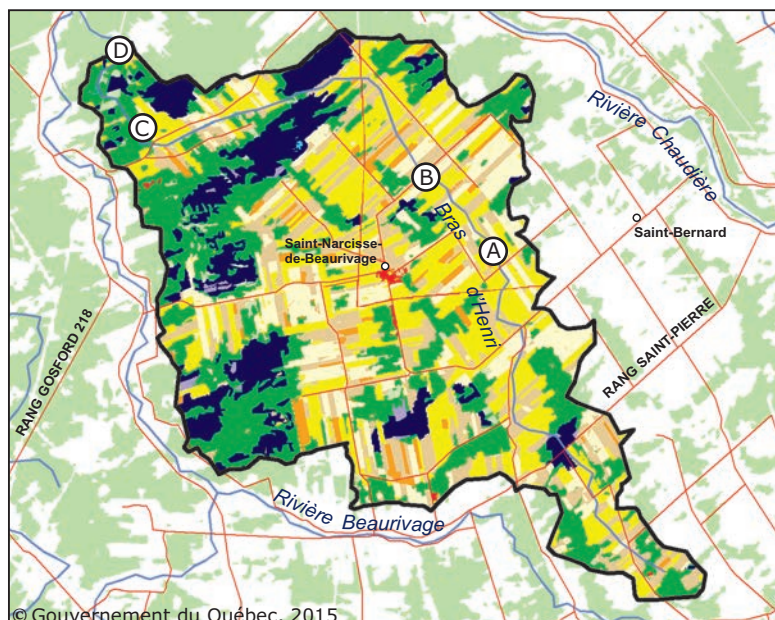 D
Rivière Chaudière
C
B
Bras
d'Henri
A
Saint-Bernard
Saint-Narcisse-
de-Beaurivage
RANG GOSFORD 218
RANG SAINT-PIERRE
Rivière Beaurivage
© Gouvernement du Québec, 2015